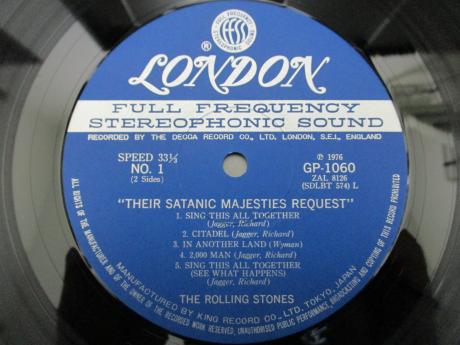 FULL FREQUENCY
STEREOPHONIC SOUND
FFSS
®
LONDON
FULL FREQUENCY
STEREOPHONIC SOUND
RECORDED BY THE DECCA RECORD CO., LTD. LONDON, S.E.I., ENGLAND
SPEED 33⅓
NO. 1
(2 Sides)
℗ 1976
GP-1060
ZAL 8126
(SDLBT 574) L
"THEIR SATANIC MAJESTIES REQUEST"
1. SING THIS ALL TOGETHER
(Jagger, Richard)
2. CITADEL (Jagger, Richard)
3. IN ANOTHER LAND (Wyman)
4. 2,000 MAN (Jagger, Richard)
5. SING THIS ALL TOGETHER
(SEE WHAT HAPPENS)
(Jagger, Richard)
THE ROLLING STONES
MANUFACTURED BY KING RECORD CO., LTD. TOKYO, JAPAN
ALL RIGHTS OF THE MANUFACTURER AND OF THE OWNER OF THE RECORDED WORK RESERVED, UNAUTHORISED PUBLIC PERFORMANCE, BROADCASTING AND COPYING OF THIS RECORD PROHIBITED